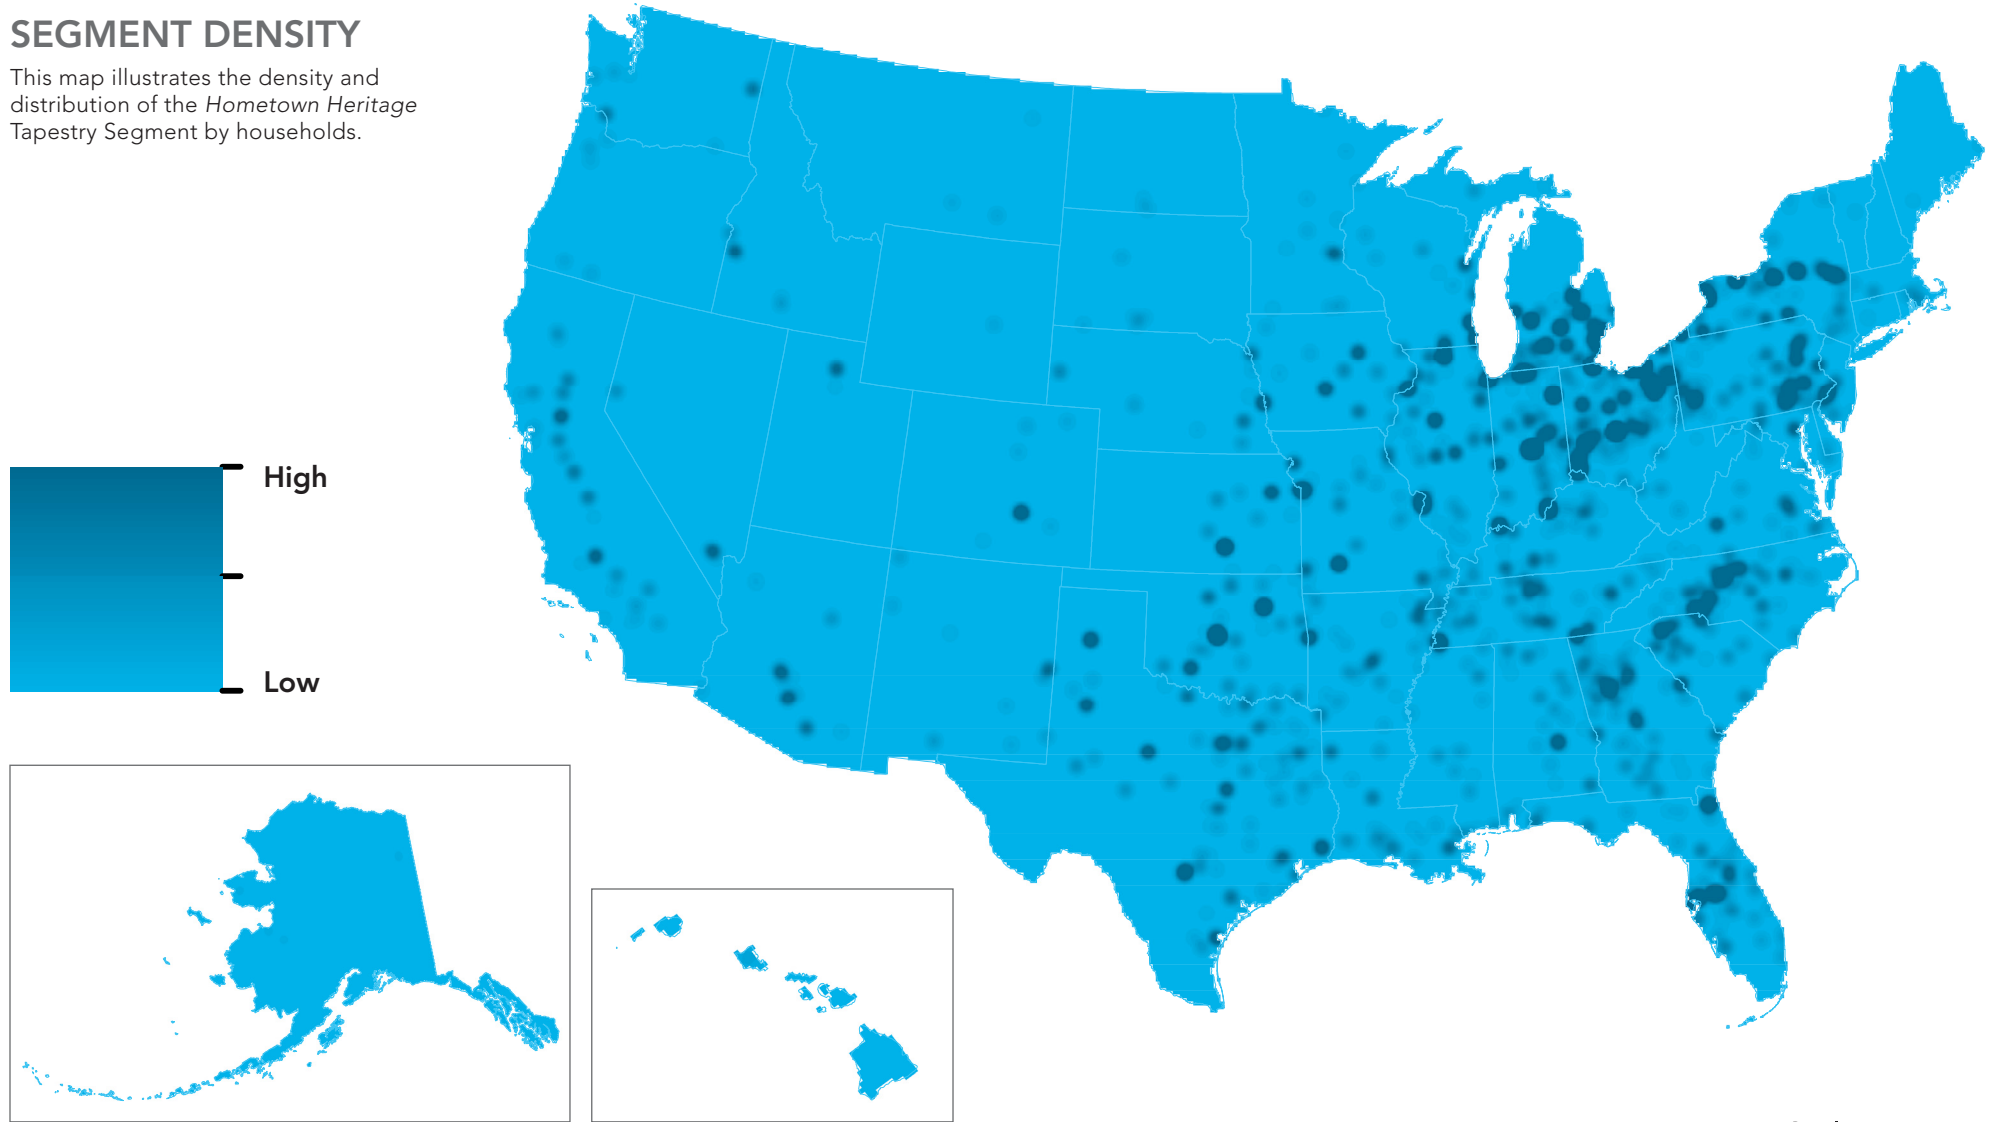 SEGMENT DENSITY
This map illustrates the density and
distribution of the Hometown Heritage
Tapestry Segment by households.
High
Low